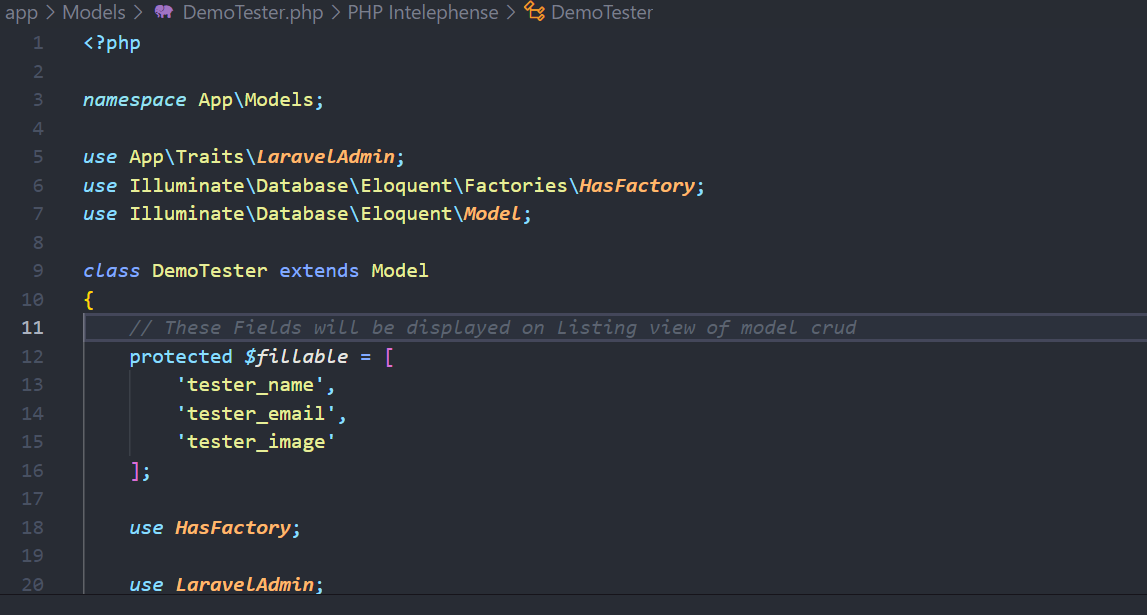 app > Models > DemoTester.php > PHP Intelephense > DemoTester
1 <?php
2
3 namespace App\Models;
4
5 use App\Traits\LaravelAdmin;
6 use Illuminate\Database\Eloquent\Factories\HasFactory;
7 use Illuminate\Database\Eloquent\Model;
8
9 class DemoTester extends Model
10 {
11 // These Fields will be displayed on Listing view of model crud
12 protected $fillable = [
13 'tester_name',
14 'tester_email',
15 'tester_image'
16 ];
17
18 use HasFactory;
19
20 use LaravelAdmin;